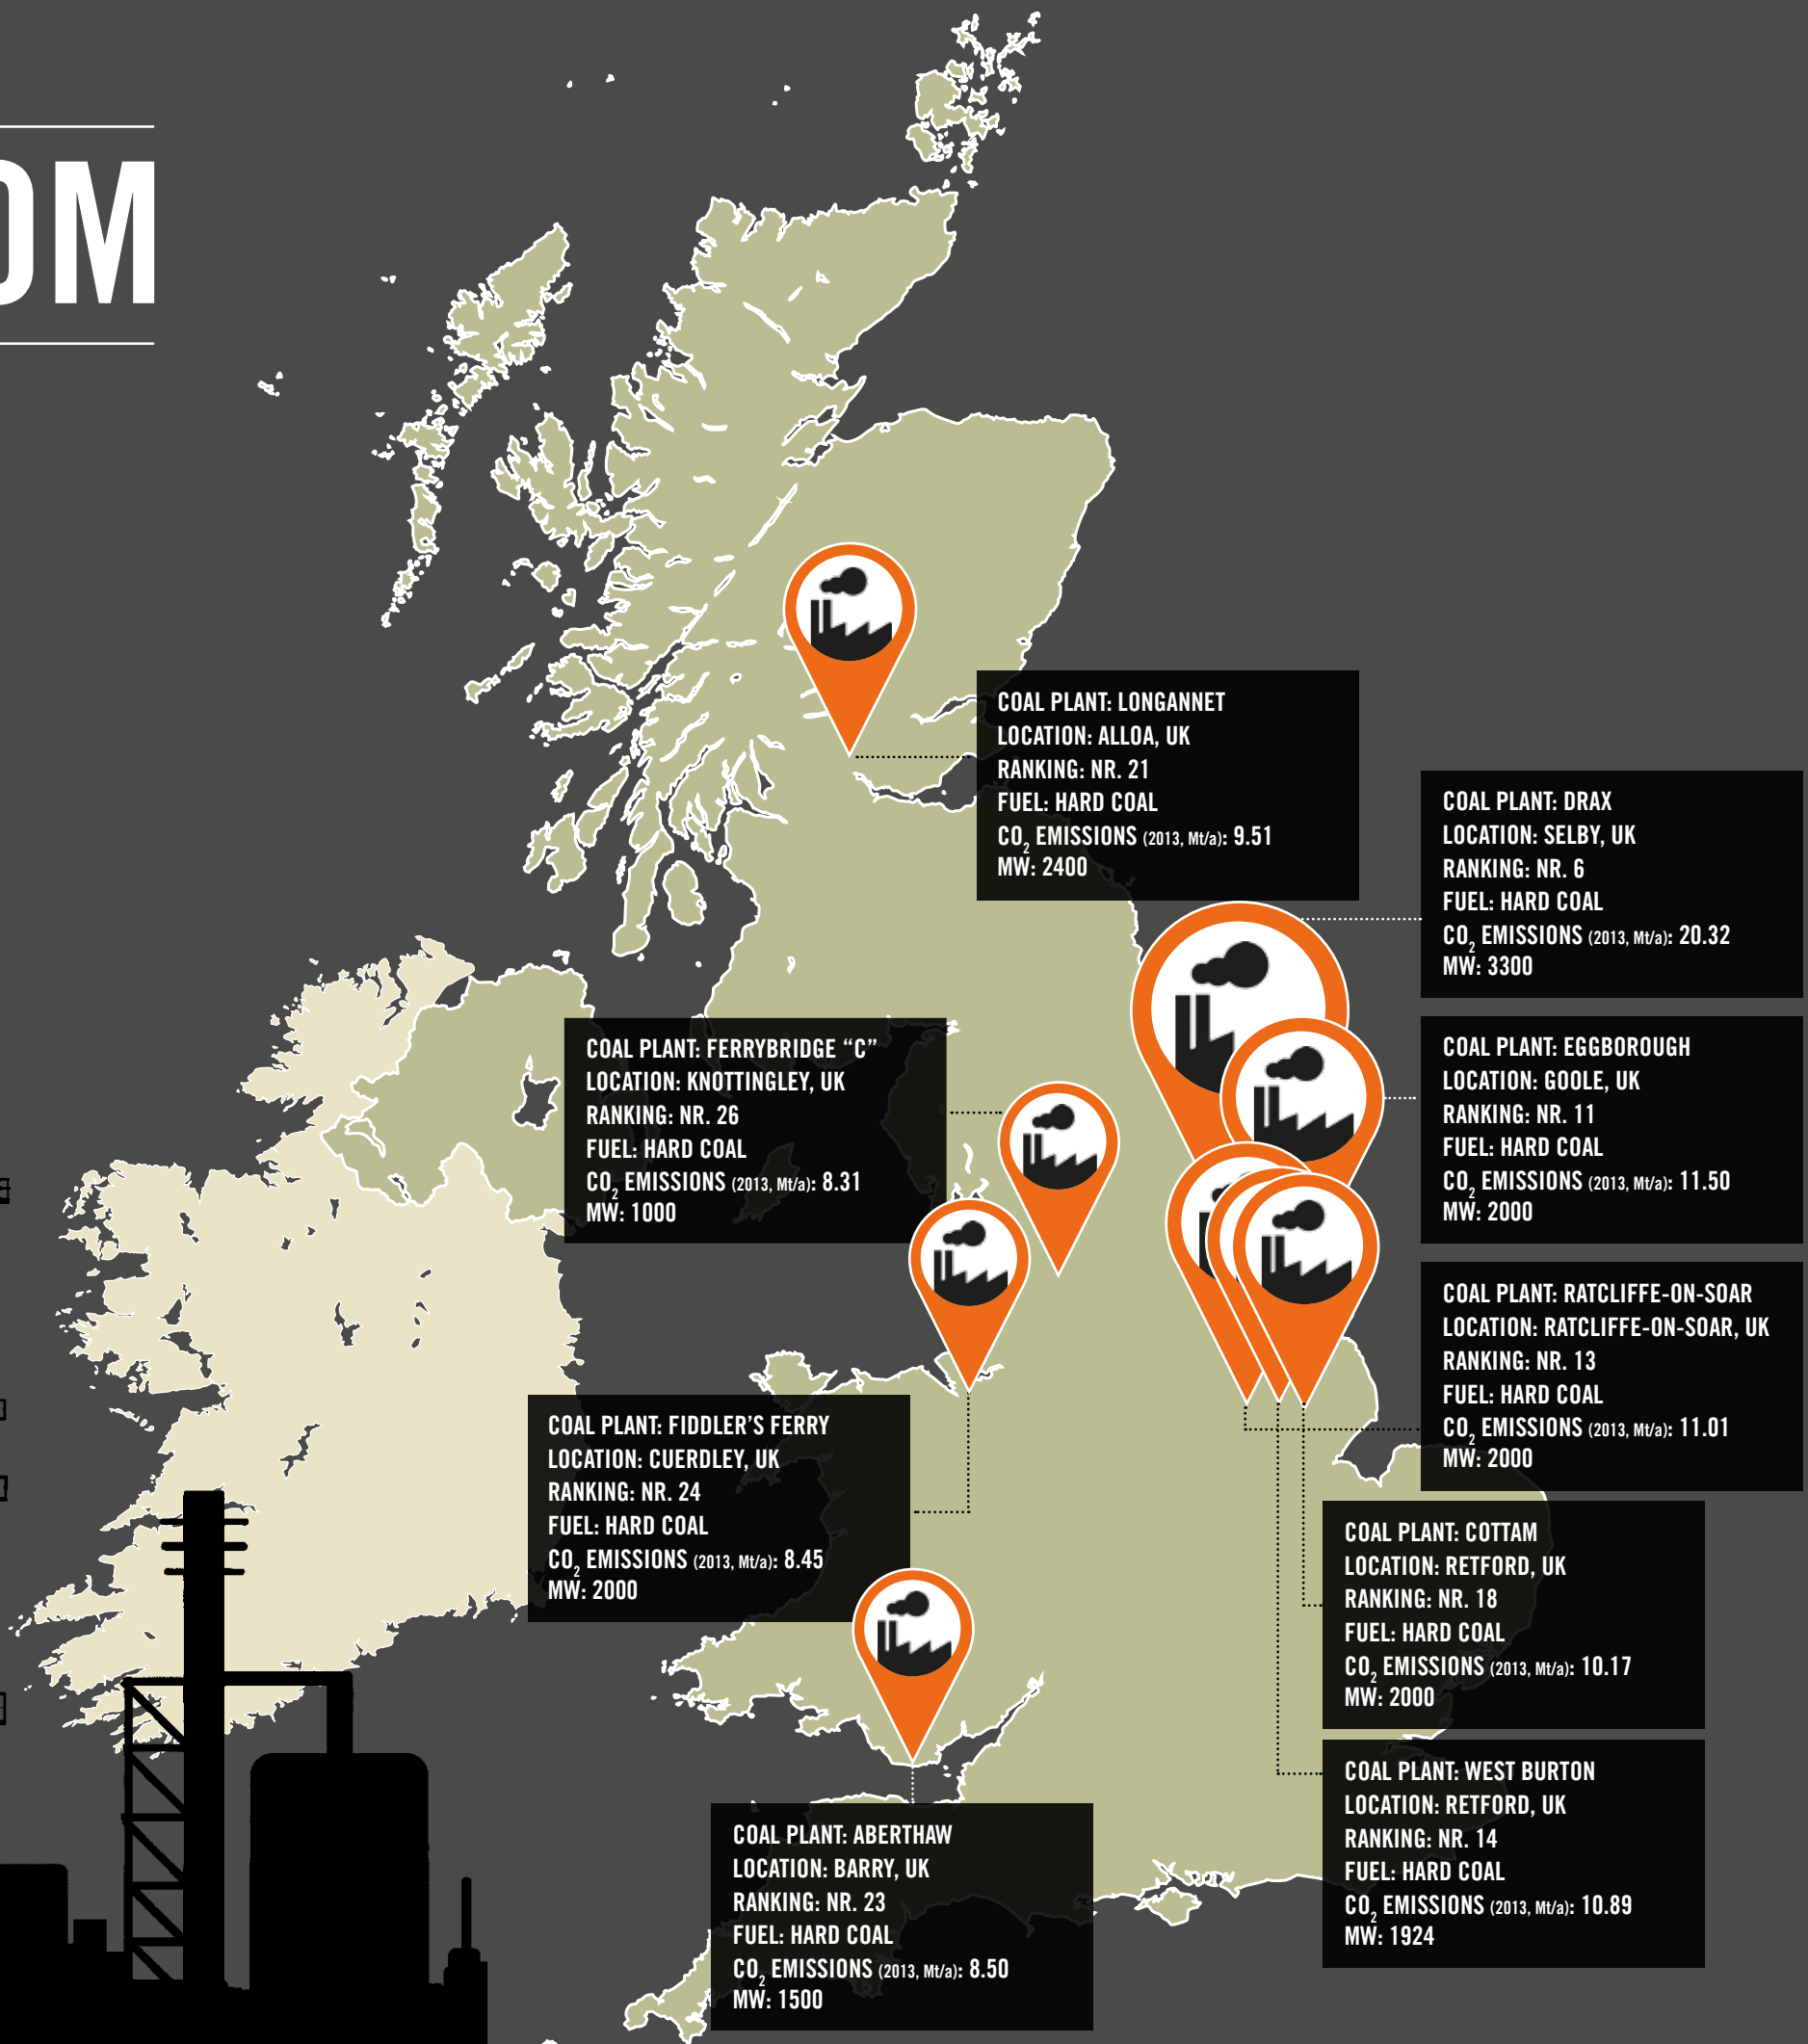 OM
COAL PLANT: LONGANNET
LOCATION: ALLOA, UK
RANKING: NR. 21
FUEL: HARD COAL
CO₂ EMISSIONS (2013, Mt/a): 9.51
MW: 2400
COAL PLANT: DRAX
LOCATION: SELBY, UK
RANKING: NR. 6
FUEL: HARD COAL
CO₂ EMISSIONS (2013, Mt/a): 20.32
MW: 3300
COAL PLANT: FERRYBRIDGE “C”
LOCATION: KNOTTINGLEY, UK
RANKING: NR. 26
FUEL: HARD COAL
CO₂ EMISSIONS (2013, Mt/a): 8.31
MW: 1000
COAL PLANT: EGGBOROUGH
LOCATION: GOOLE, UK
RANKING: NR. 11
FUEL: HARD COAL
CO₂ EMISSIONS (2013, Mt/a): 11.50
MW: 2000
COAL PLANT: RATCLIFFE-ON-SOAR
LOCATION: RATCLIFFE-ON-SOAR, UK
RANKING: NR. 13
FUEL: HARD COAL
CO₂ EMISSIONS (2013, Mt/a): 11.01
MW: 2000
COAL PLANT: FIDDLER’S FERRY
LOCATION: CUERDLEY, UK
RANKING: NR. 24
FUEL: HARD COAL
CO₂ EMISSIONS (2013, Mt/a): 8.45
MW: 2000
COAL PLANT: COTTAM
LOCATION: RETFORD, UK
RANKING: NR. 18
FUEL: HARD COAL
CO₂ EMISSIONS (2013, Mt/a): 10.17
MW: 2000
COAL PLANT: WEST BURTON
LOCATION: RETFORD, UK
RANKING: NR. 14
FUEL: HARD COAL
CO₂ EMISSIONS (2013, Mt/a): 10.89
MW: 1924
COAL PLANT: ABERTHAW
LOCATION: BARRY, UK
RANKING: NR. 23
FUEL: HARD COAL
CO₂ EMISSIONS (2013, Mt/a): 8.50
MW: 1500